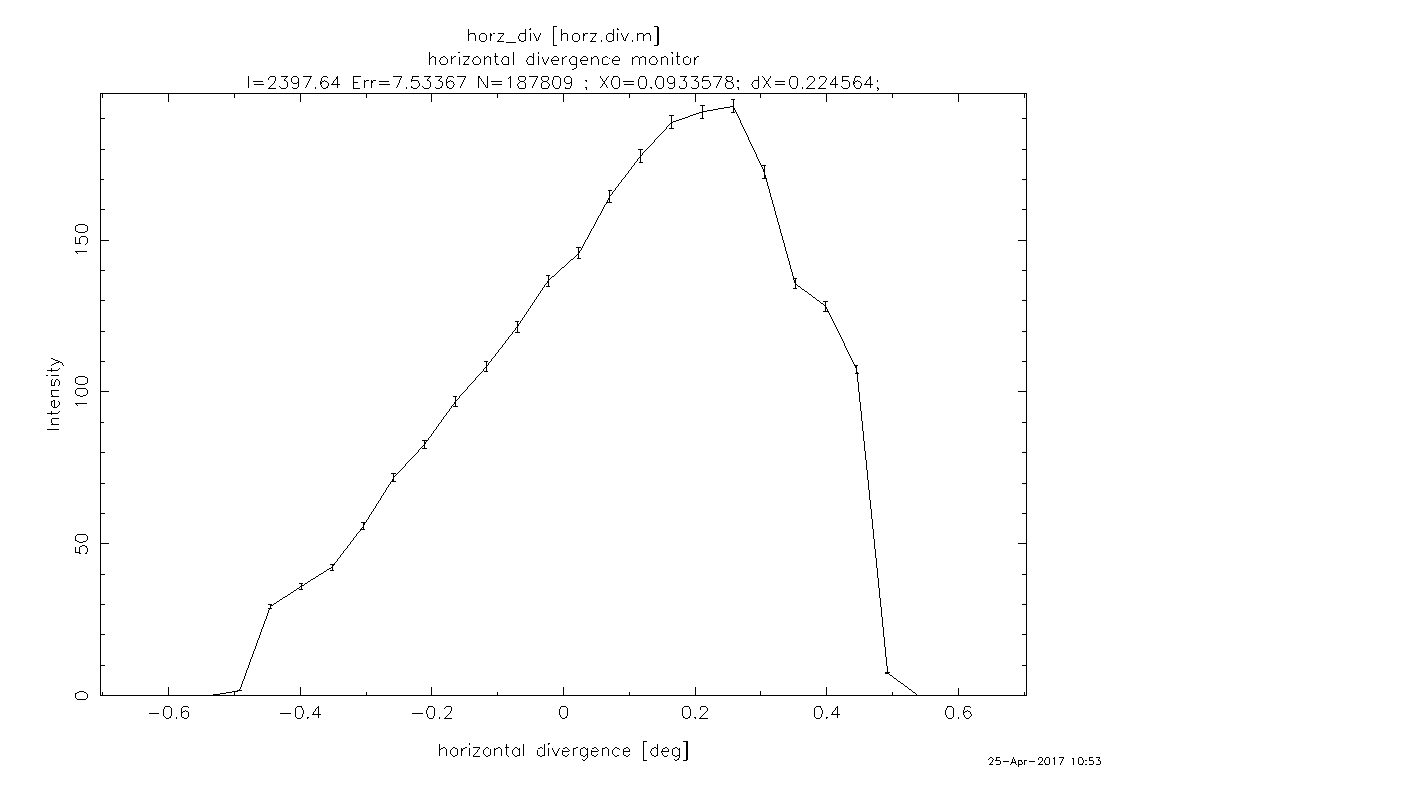 horz_div [horz.div.m]
horizontal divergence monitor
I=2397.64 Err=7.53367 N=187809 ; X0=0.0933578; dX=0.224564;
150
100
50
0
Intensity
−0.6 −0.4 −0.2 0 0.2 0.4 0.6
horizontal divergence [deg]
25-Apr-2017 10:53